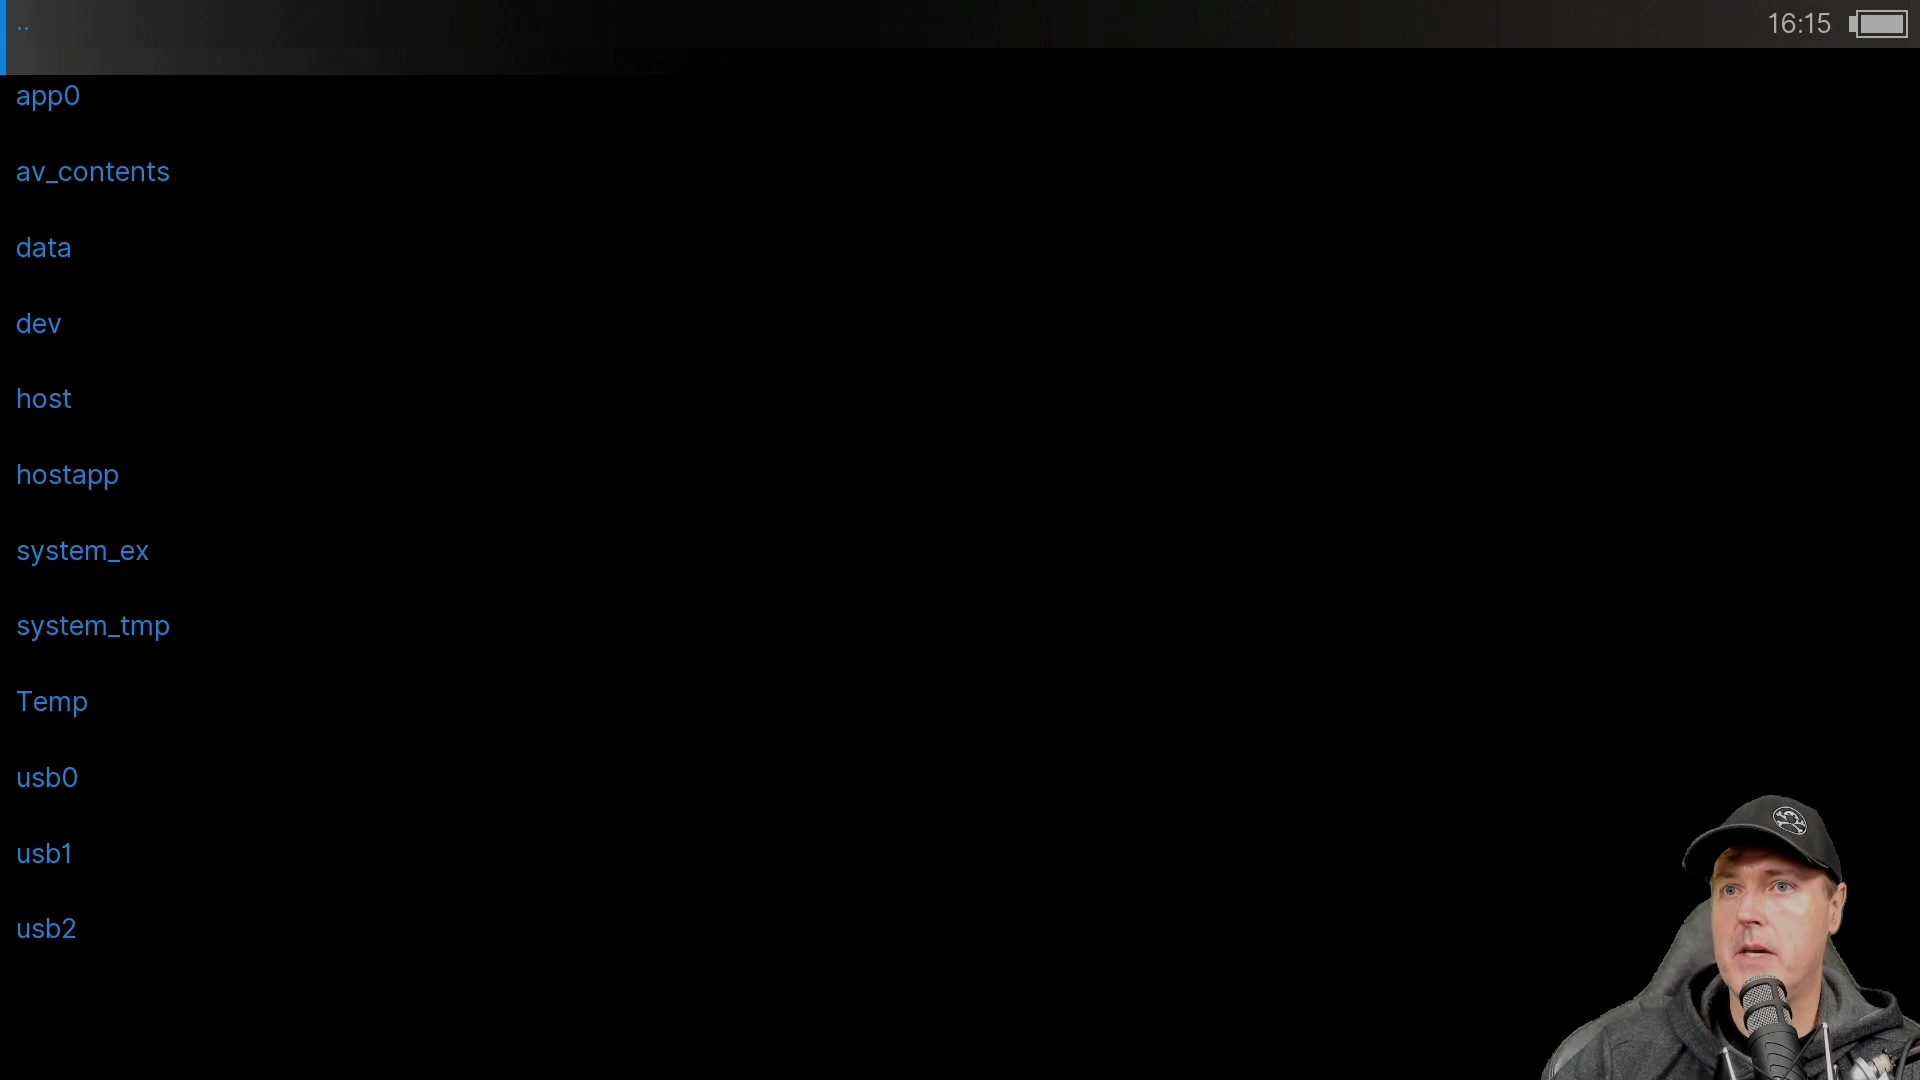 ..
16:15
app0
av_contents
data
dev
host
hostapp
system_ex
system_tmp
Temp
usb0
usb1
usb2